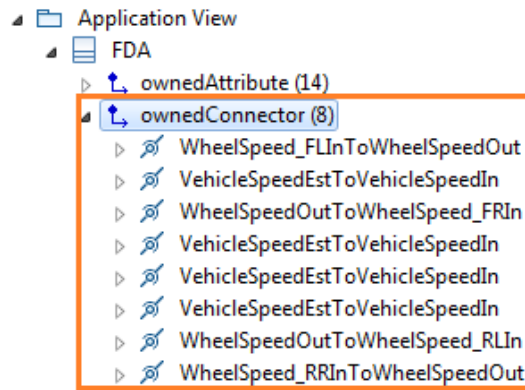 Application View
FDA
ownedAttribute (14)
ownedConnector (8)
WheelSpeed_FLInToWheelSpeedOut
VehicleSpeedEstToVehicleSpeedIn
WheelSpeedOutToWheelSpeed_FRIn
VehicleSpeedEstToVehicleSpeedIn
VehicleSpeedEstToVehicleSpeedIn
VehicleSpeedEstToVehicleSpeedIn
WheelSpeedOutToWheelSpeed_RLIn
WheelSpeed_RRInToWheelSpeedOut